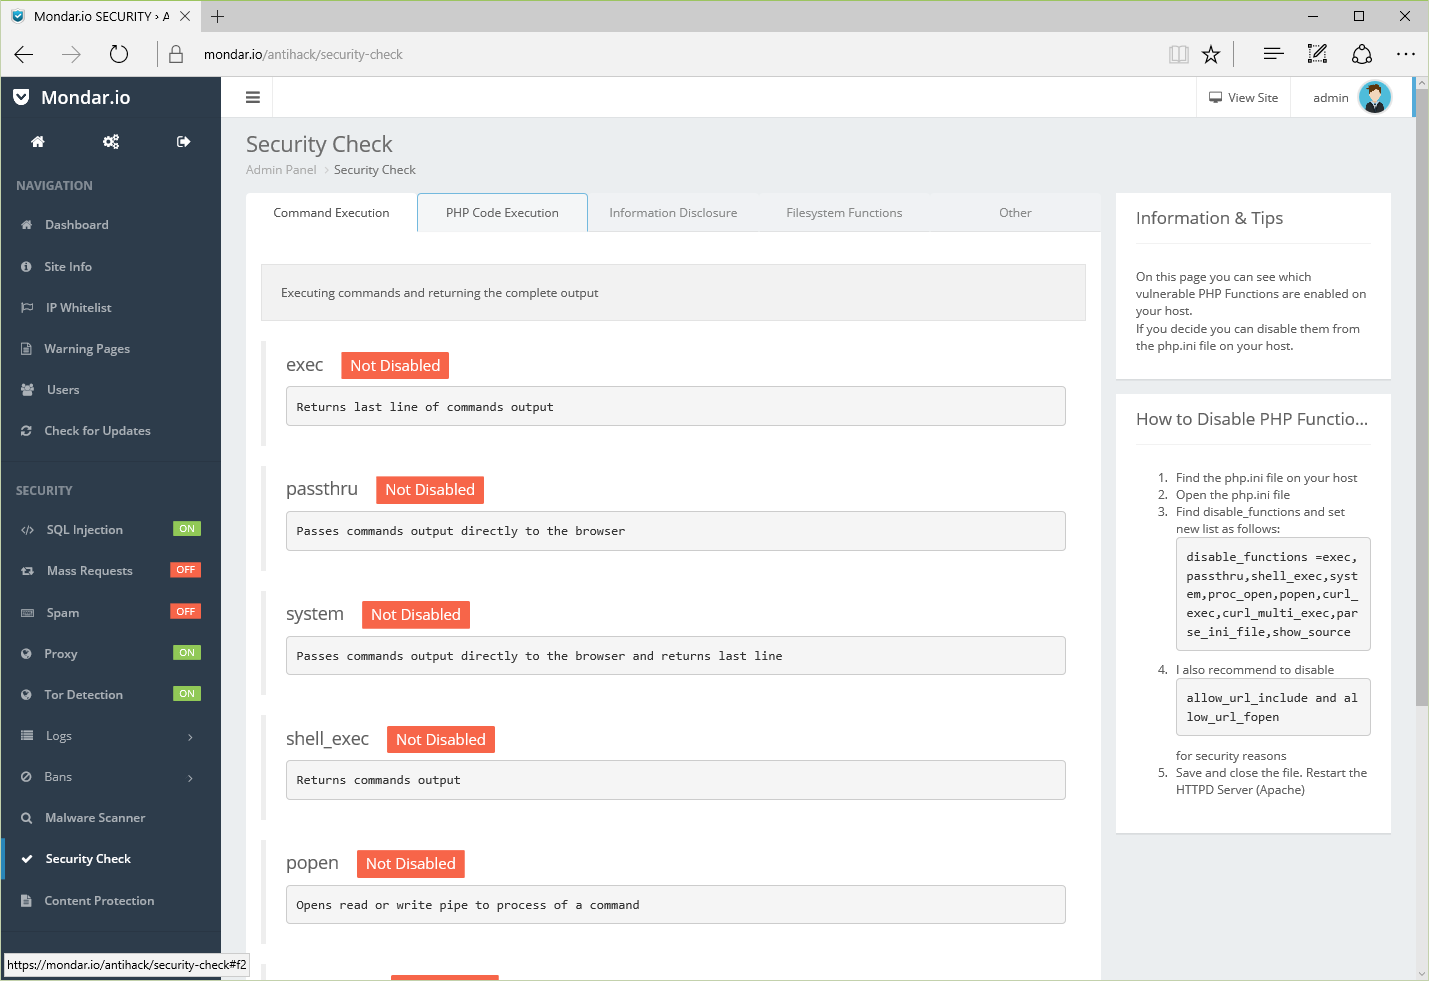 Mondar.io SECURITY › A
mondar.io/antihack/security-check
Mondar.io
View Site
admin
NAVIGATION
Dashboard
Site Info
IP Whitelist
Warning Pages
Users
Check for Updates
SECURITY
SQL Injection ON
Mass Requests OFF
Spam OFF
Proxy ON
Tor Detection ON
Logs
Bans
Malware Scanner
Security Check
Content Protection
https://mondar.io/antihack/security-check#f2
Security Check
Admin Panel › Security Check
Command Execution
PHP Code Execution
Information Disclosure
Filesystem Functions
Other
Executing commands and returning the complete output
exec Not Disabled
Returns last line of commands output
passthru Not Disabled
Passes commands output directly to the browser
system Not Disabled
Passes commands output directly to the browser and returns last line
shell_exec Not Disabled
Returns commands output
popen Not Disabled
Opens read or write pipe to process of a command
Information & Tips
On this page you can see which
vulnerable PHP Functions are enabled on
your host.
If you decide you can disable them from
the php.ini file on your host.
How to Disable PHP Functio...
1. Find the php.ini file on your host
2. Open the php.ini file
3. Find disable_functions and set
new list as follows:
disable_functions =exec,
passthru,shell_exec,syst
em,proc_open,popen,curl_
exec,curl_multi_exec,par
se_ini_file,show_source
4. I also recommend to disable
allow_url_include and al
low_url_fopen
for security reasons
5. Save and close the file. Restart the
HTTPD Server (Apache)